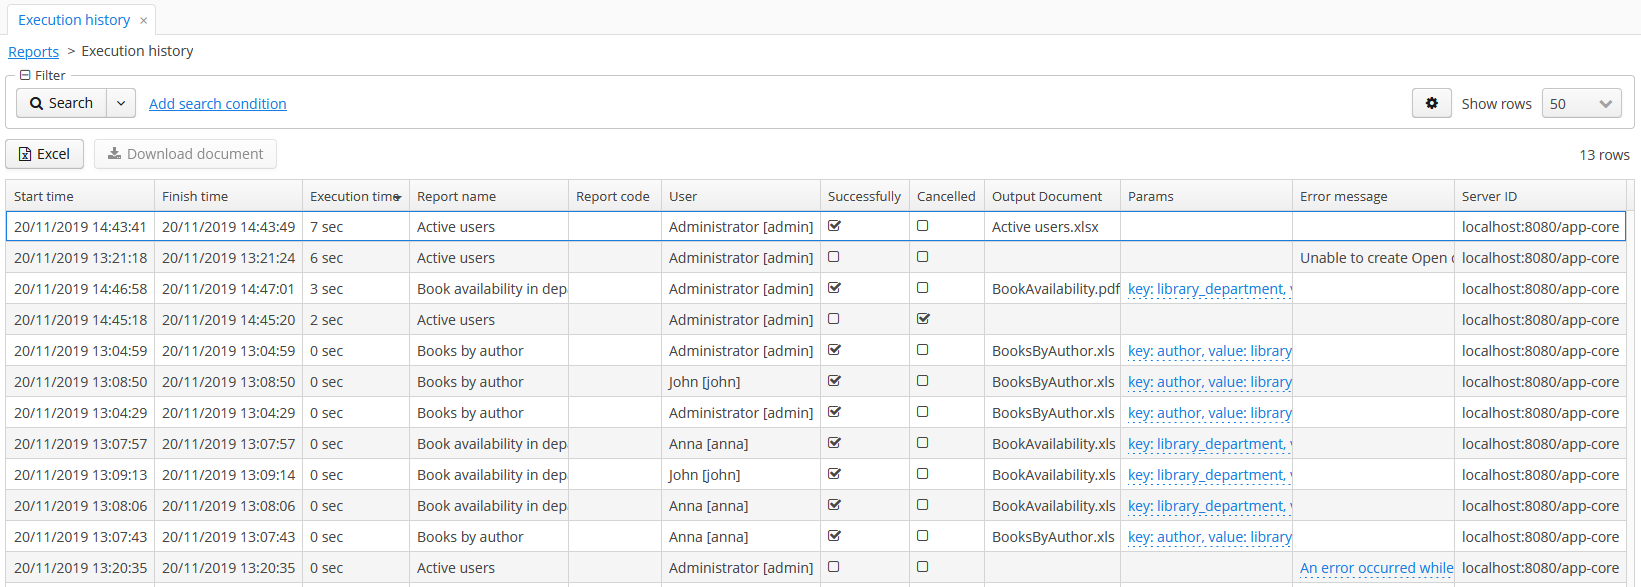 Execution history ×
Reports > Execution history
Filter
Search Add search condition Show rows 50
Excel Download document 13 rows
Start time Finish time Execution time Report name Report code User Successfully Cancelled Output Document Params Error message Server ID
20/11/2019 14:43:41 20/11/2019 14:43:49 7 sec Active users Administrator [admin] Active users.xlsx localhost:8080/app-core
20/11/2019 13:21:18 20/11/2019 13:21:24 6 sec Active users Administrator [admin] Unable to create Open localhost:8080/app-core
20/11/2019 14:46:58 20/11/2019 14:47:01 3 sec Book availability in dep Administrator [admin] BookAvailability.pdf key: library_department, localhost:8080/app-core
20/11/2019 14:45:18 20/11/2019 14:45:20 2 sec Active users Administrator [admin] localhost:8080/app-core
20/11/2019 13:04:59 20/11/2019 13:04:59 0 sec Books by author Administrator [admin] BooksByAuthor.xls key: author, value: library localhost:8080/app-core
20/11/2019 13:08:50 20/11/2019 13:08:50 0 sec Books by author John [john] BooksByAuthor.xls key: author, value: library localhost:8080/app-core
20/11/2019 13:04:29 20/11/2019 13:04:29 0 sec Books by author Administrator [admin] BooksByAuthor.xls key: author, value: library localhost:8080/app-core
20/11/2019 13:07:57 20/11/2019 13:07:57 0 sec Book availability in dep Anna [anna] BookAvailability.xls key: library_department, localhost:8080/app-core
20/11/2019 13:09:13 20/11/2019 13:09:14 0 sec Book availability in dep John [john] BookAvailability.xls key: library_department, localhost:8080/app-core
20/11/2019 13:08:06 20/11/2019 13:08:06 0 sec Book availability in dep Anna [anna] BookAvailability.xls key: library_department, localhost:8080/app-core
20/11/2019 13:07:43 20/11/2019 13:07:43 0 sec Books by author Anna [anna] BooksByAuthor.xls key: author, value: library localhost:8080/app-core
20/11/2019 13:20:35 20/11/2019 13:20:35 0 sec Active users Administrator [admin] An error occurred while localhost:8080/app-core